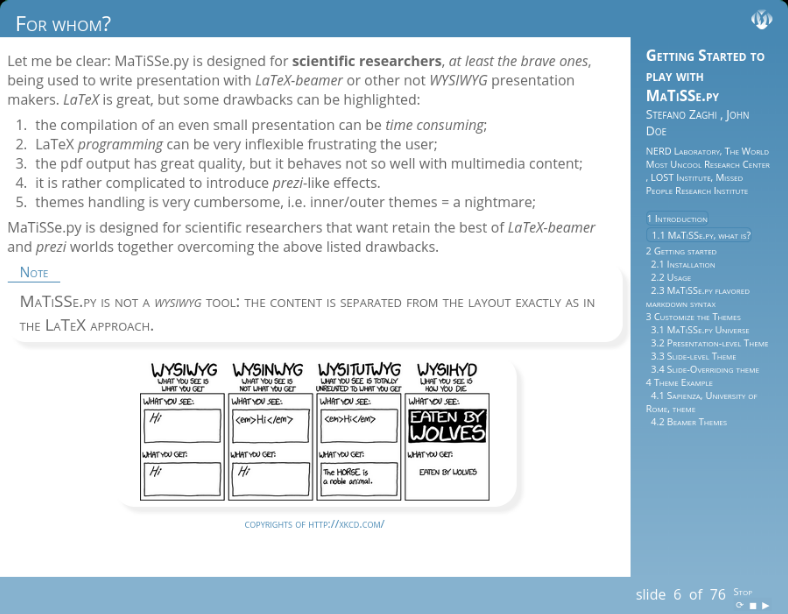 For whom?
Let me be clear: MaTiSSe.py is designed for scientific researchers, at least the brave ones,
being used to write presentation with LaTeX-beamer or other not WYSIWYG presentation
makers. LaTeX is great, but some drawbacks can be highlighted:
1. the compilation of an even small presentation can be time consuming;
2. LaTeX programming can be very inflexible frustrating the user;
3. the pdf output has great quality, but it behaves not so well with multimedia content;
4. it is rather complicated to introduce prezi-like effects.
5. themes handling is very cumbersome, i.e. inner/outer themes = a nightmare;
MaTiSSe.py is designed for scientific researchers that want retain the best of LaTeX-beamer
and prezi worlds together overcoming the above listed drawbacks.
Note
MaTiSSe.py is not a wysiwyg tool: the content is separated from the layout exactly as in
the LaTeX approach.
WYSIWYG WYSINWYG WYSITUTWYG WYSIHYD
WHAT YOU SEE IS WHAT YOU SEE IS WHAT YOU SEE IS TOTALLY WHAT YOU SEE IS
WHAT YOU GET NOT WHAT YOU GET UNRELATED TO WHAT YOU GET HOW YOU DIE
WHAT YOU SEE: WHAT YOU SEE: WHAT YOU SEE: WHAT YOU SEE:
Hi <em>Hi</em> <em>Hi</em> EATEN BY
WOLVES
WHAT YOU GET: WHAT YOU GET: WHAT YOU GET: WHAT YOU GET:
Hi Hi The HORSE is EATEN BY WOLVES
a noble animal.
copyrights of http://xkcd.com/
Getting Started to
play with
MaTiSSe.py
Stefano Zaghi , John
Doe
NERD Laboratory, The World
Most Uncool Research Center
, LOST Institute, Missed
People Research Institute
1 Introduction
1.1 MaTiSSe.py, what is?
2 Getting started
2.1 Installation
2.2 Usage
2.3 MaTiSSe.py flavored
markdown syntax
3 Customize the Themes
3.1 MaTiSSe.py Universe
3.2 Presentation-level Theme
3.3 Slide-level Theme
3.4 Slide-Overriding theme
4 Theme Example
4.1 Sapienza, University of
Rome, theme
4.2 Beamer Themes
slide 6 of 76 Stop